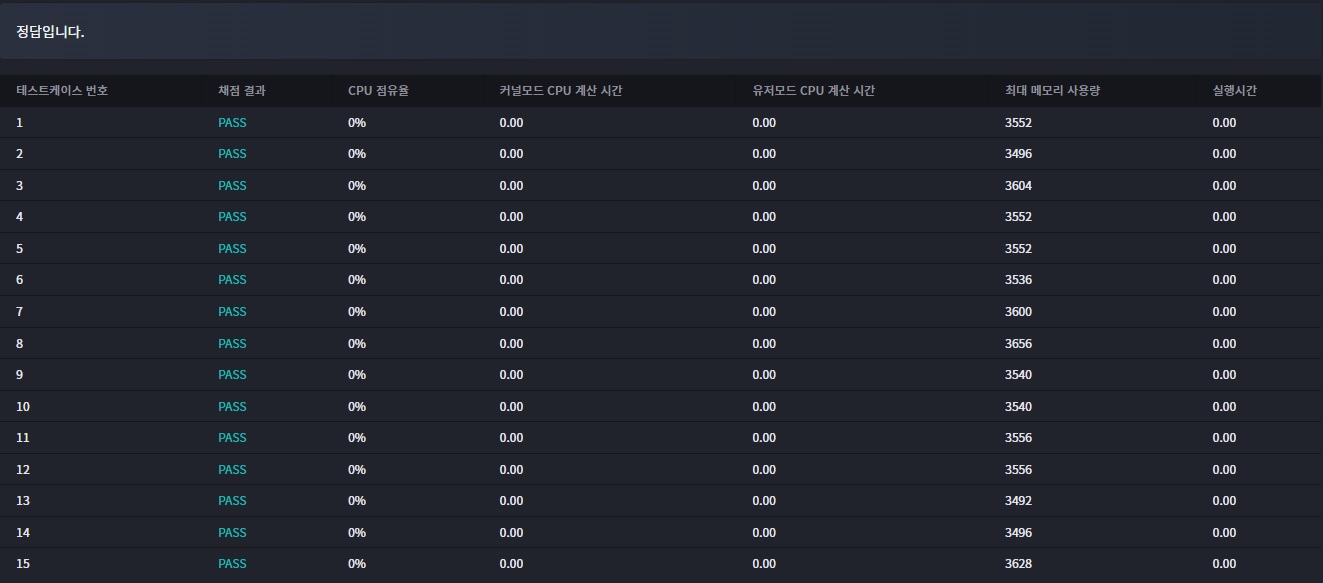 정답입니다.
테스트케이스 번호 채점 결과 CPU 점유율 커널모드 CPU 계산 시간 유저모드 CPU 계산 시간 최대 메모리 사용량 실행시간
1 PASS 0% 0.00 0.00 3552 0.00
2 PASS 0% 0.00 0.00 3496 0.00
3 PASS 0% 0.00 0.00 3604 0.00
4 PASS 0% 0.00 0.00 3552 0.00
5 PASS 0% 0.00 0.00 3552 0.00
6 PASS 0% 0.00 0.00 3536 0.00
7 PASS 0% 0.00 0.00 3600 0.00
8 PASS 0% 0.00 0.00 3656 0.00
9 PASS 0% 0.00 0.00 3540 0.00
10 PASS 0% 0.00 0.00 3540 0.00
11 PASS 0% 0.00 0.00 3556 0.00
12 PASS 0% 0.00 0.00 3556 0.00
13 PASS 0% 0.00 0.00 3492 0.00
14 PASS 0% 0.00 0.00 3496 0.00
15 PASS 0% 0.00 0.00 3628 0.00